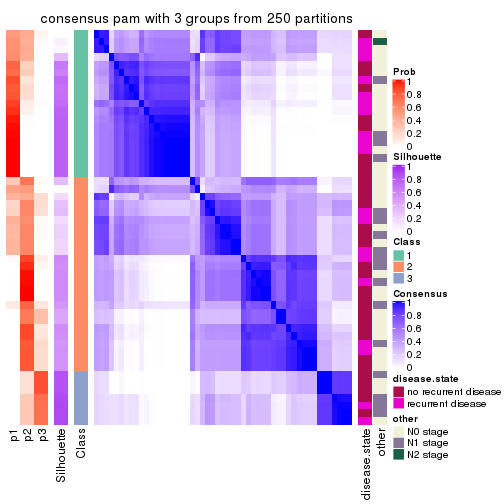 consensus pam with 3 groups from 250 partitions
Prob
1
0.8
0.6
0.4
0.2
0
Silhouette
1
0.8
0.6
0.4
0.2
0
Class
1
2
3
Consensus
1
0.8
0.6
0.4
0.2
0
disease.state
no recurrent disease
recurrent disease
other
N0 stage
N1 stage
N2 stage
p1
p2
p3
Silhouette
Class
disease.state
other